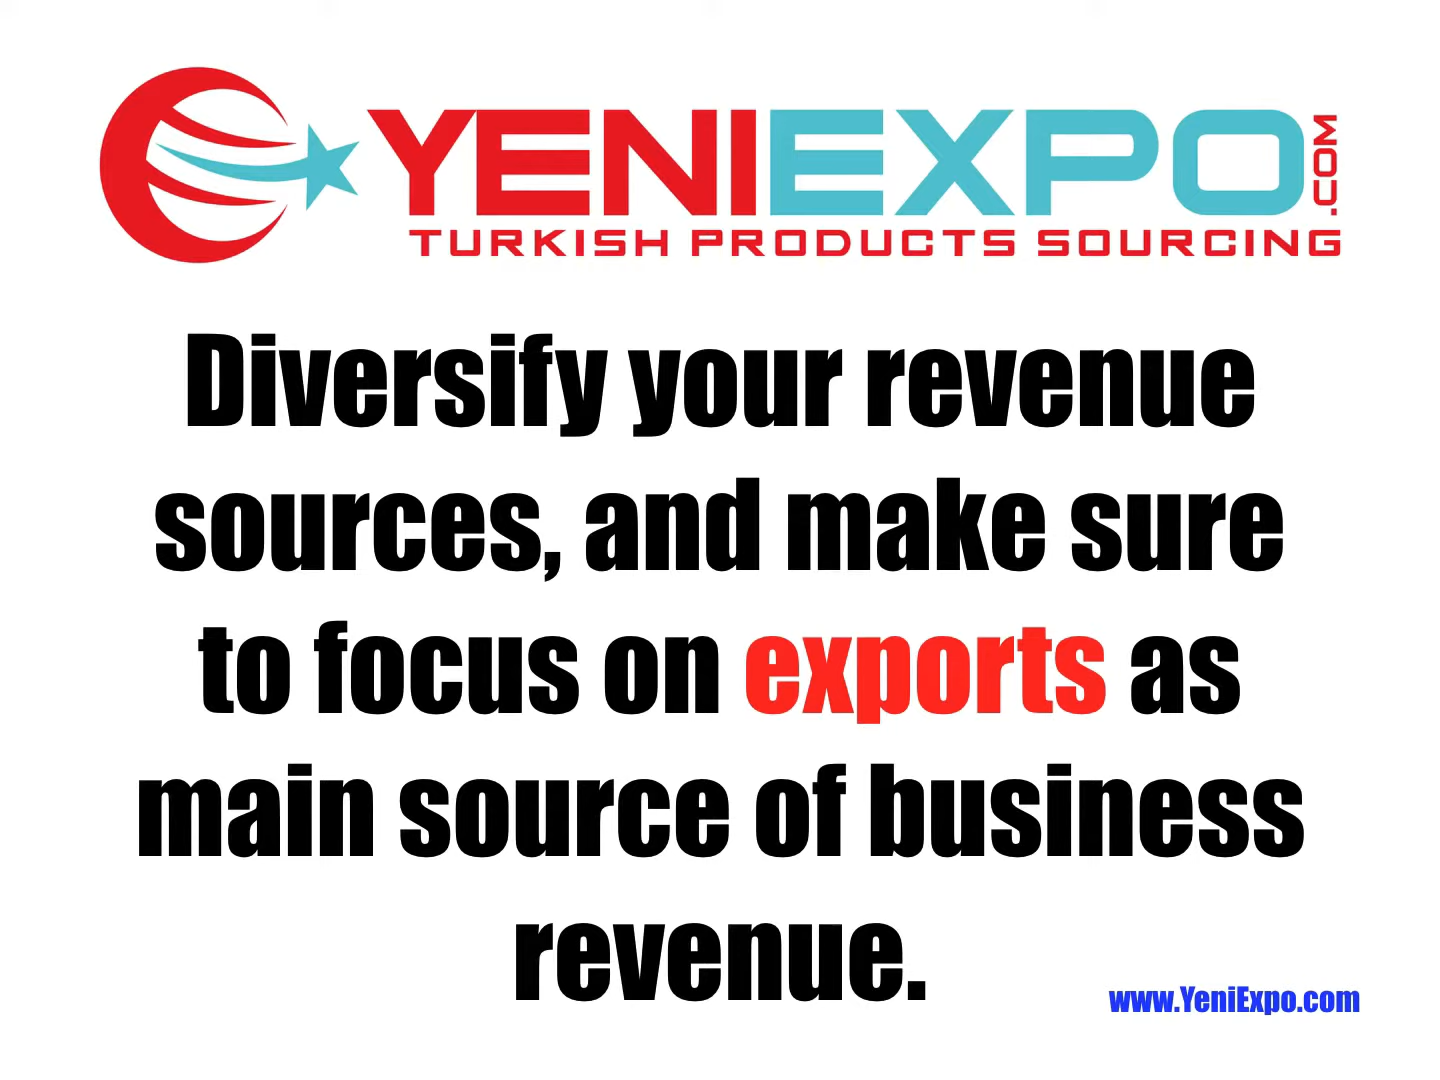 YENIEXPO.COM
TURKISH PRODUCTS SOURCING
Diversify your revenue
sources, and make sure
to focus on exports as
main source of business
revenue.
www.YeniExpo.com